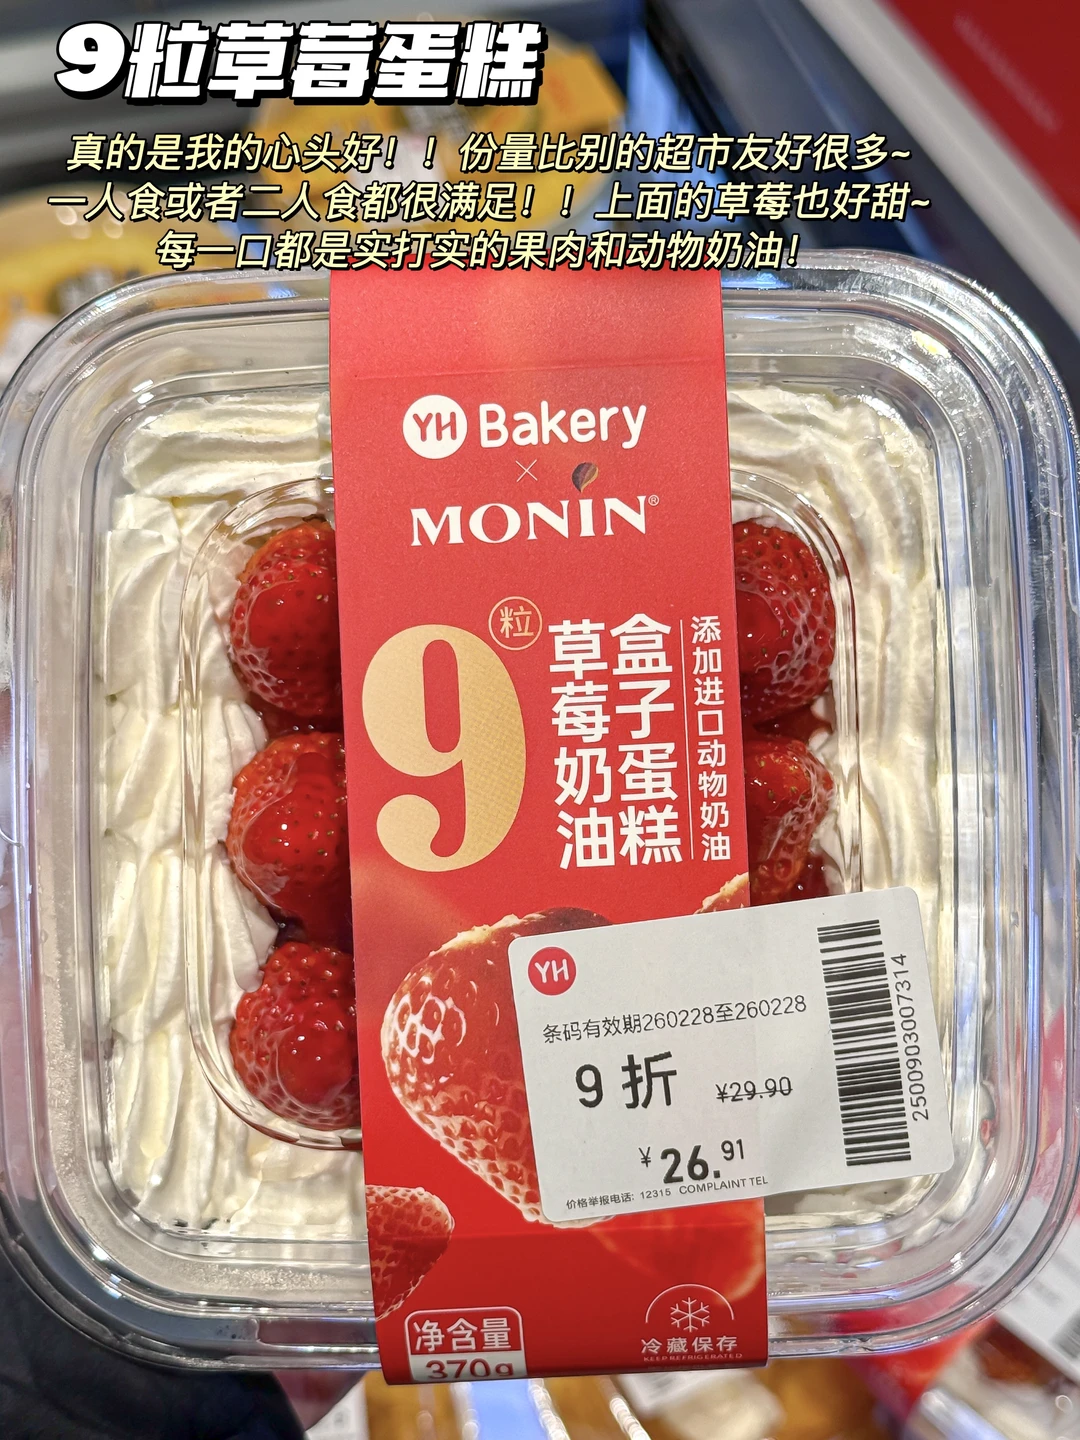 9粒草莓蛋糕
真的是我的心头好！！份量比别的超市友好很多~
一人食或者二人食都很满足！！上面的草莓也好甜~
每一口都是实打实的果肉和动物奶油！
YH Bakery
×
MONIN®
9粒
草莓奶油
盒子蛋糕
添加进口动物奶油
YH
条码有效期260228至260228
9 折 ¥29.90
¥26.91
价格举报电话: 12315 COMPLAINT TEL
2500903007314
净含量
370g
冷藏保存
KEEP REFRIGERATED